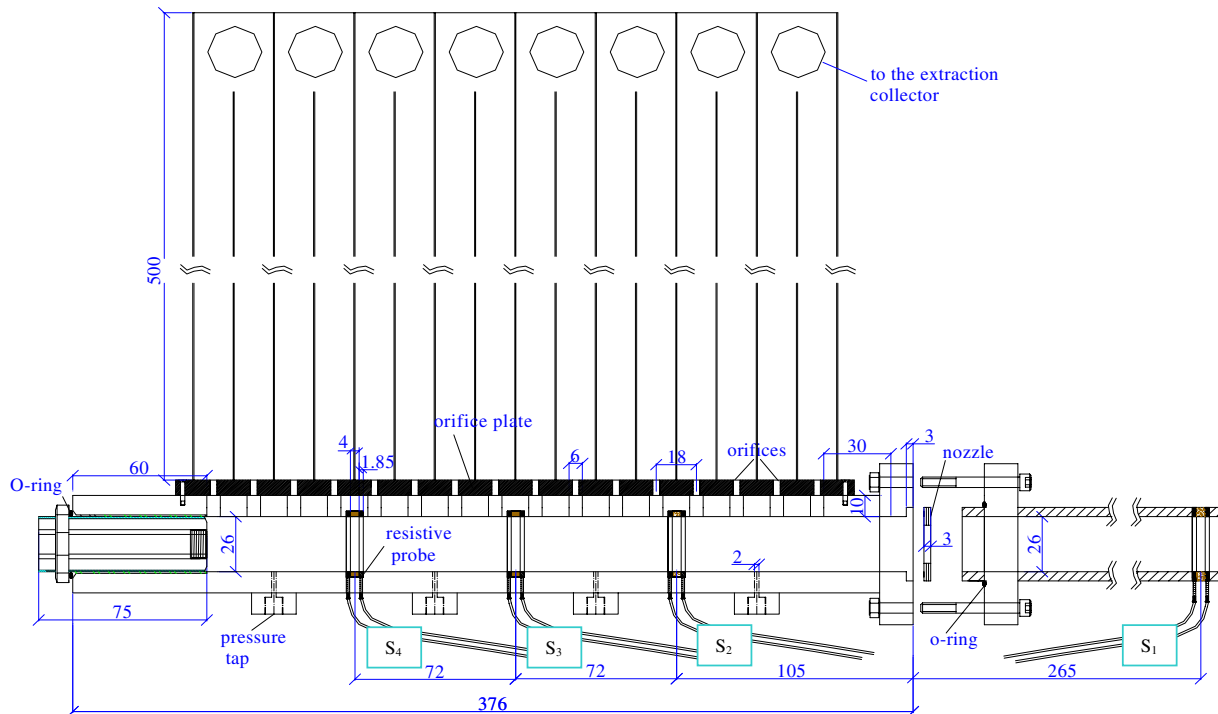 to the extraction
collector
500
orifice plate
4
1.85
6
18
orifices
30
3
nozzle
60
O-ring
10
26
resistive
probe
2
3
26
75
pressure
tap
S4
S3
S2
o-ring
S1
72
72
105
265
376